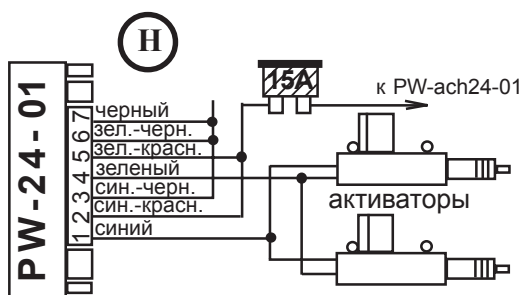 Н
15А
к PW-ach24-01
PW-24-01
7 черный
6 зел.-черн.
5 зел.-красн.
4 зеленый
3 син.-черн.
2 син.-красн.
1 синий
активаторы